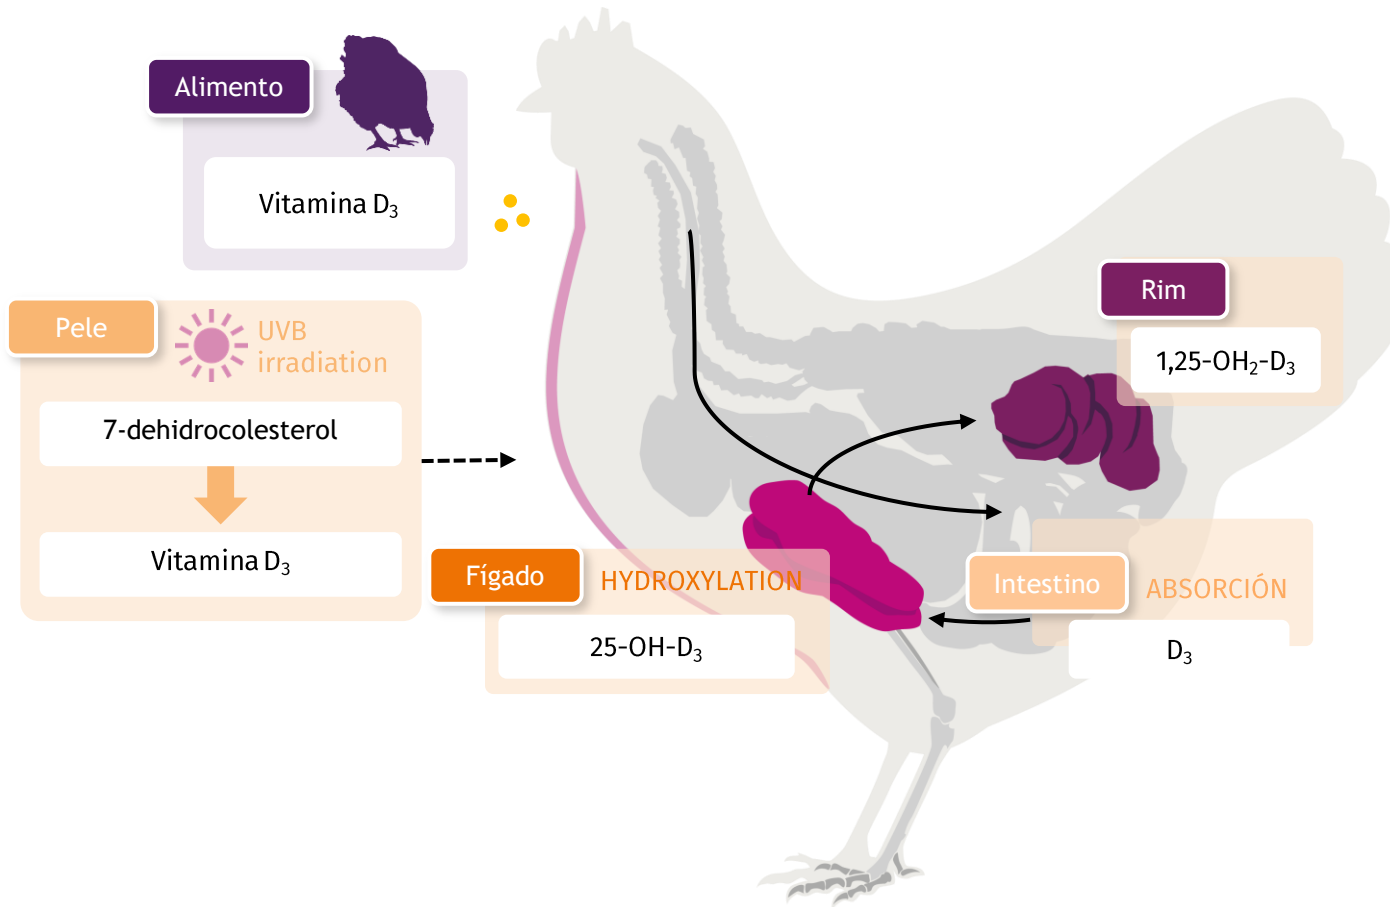 Alimento
Vitamina D₃
Pele
UVB
irradiation
7-dehidrocolesterol
Vitamina D₃
Rim
1,25-OH₂-D₃
Fígado
HYDROXYLATION
25-OH-D₃
Intestino
ABSORCIÓN
D₃